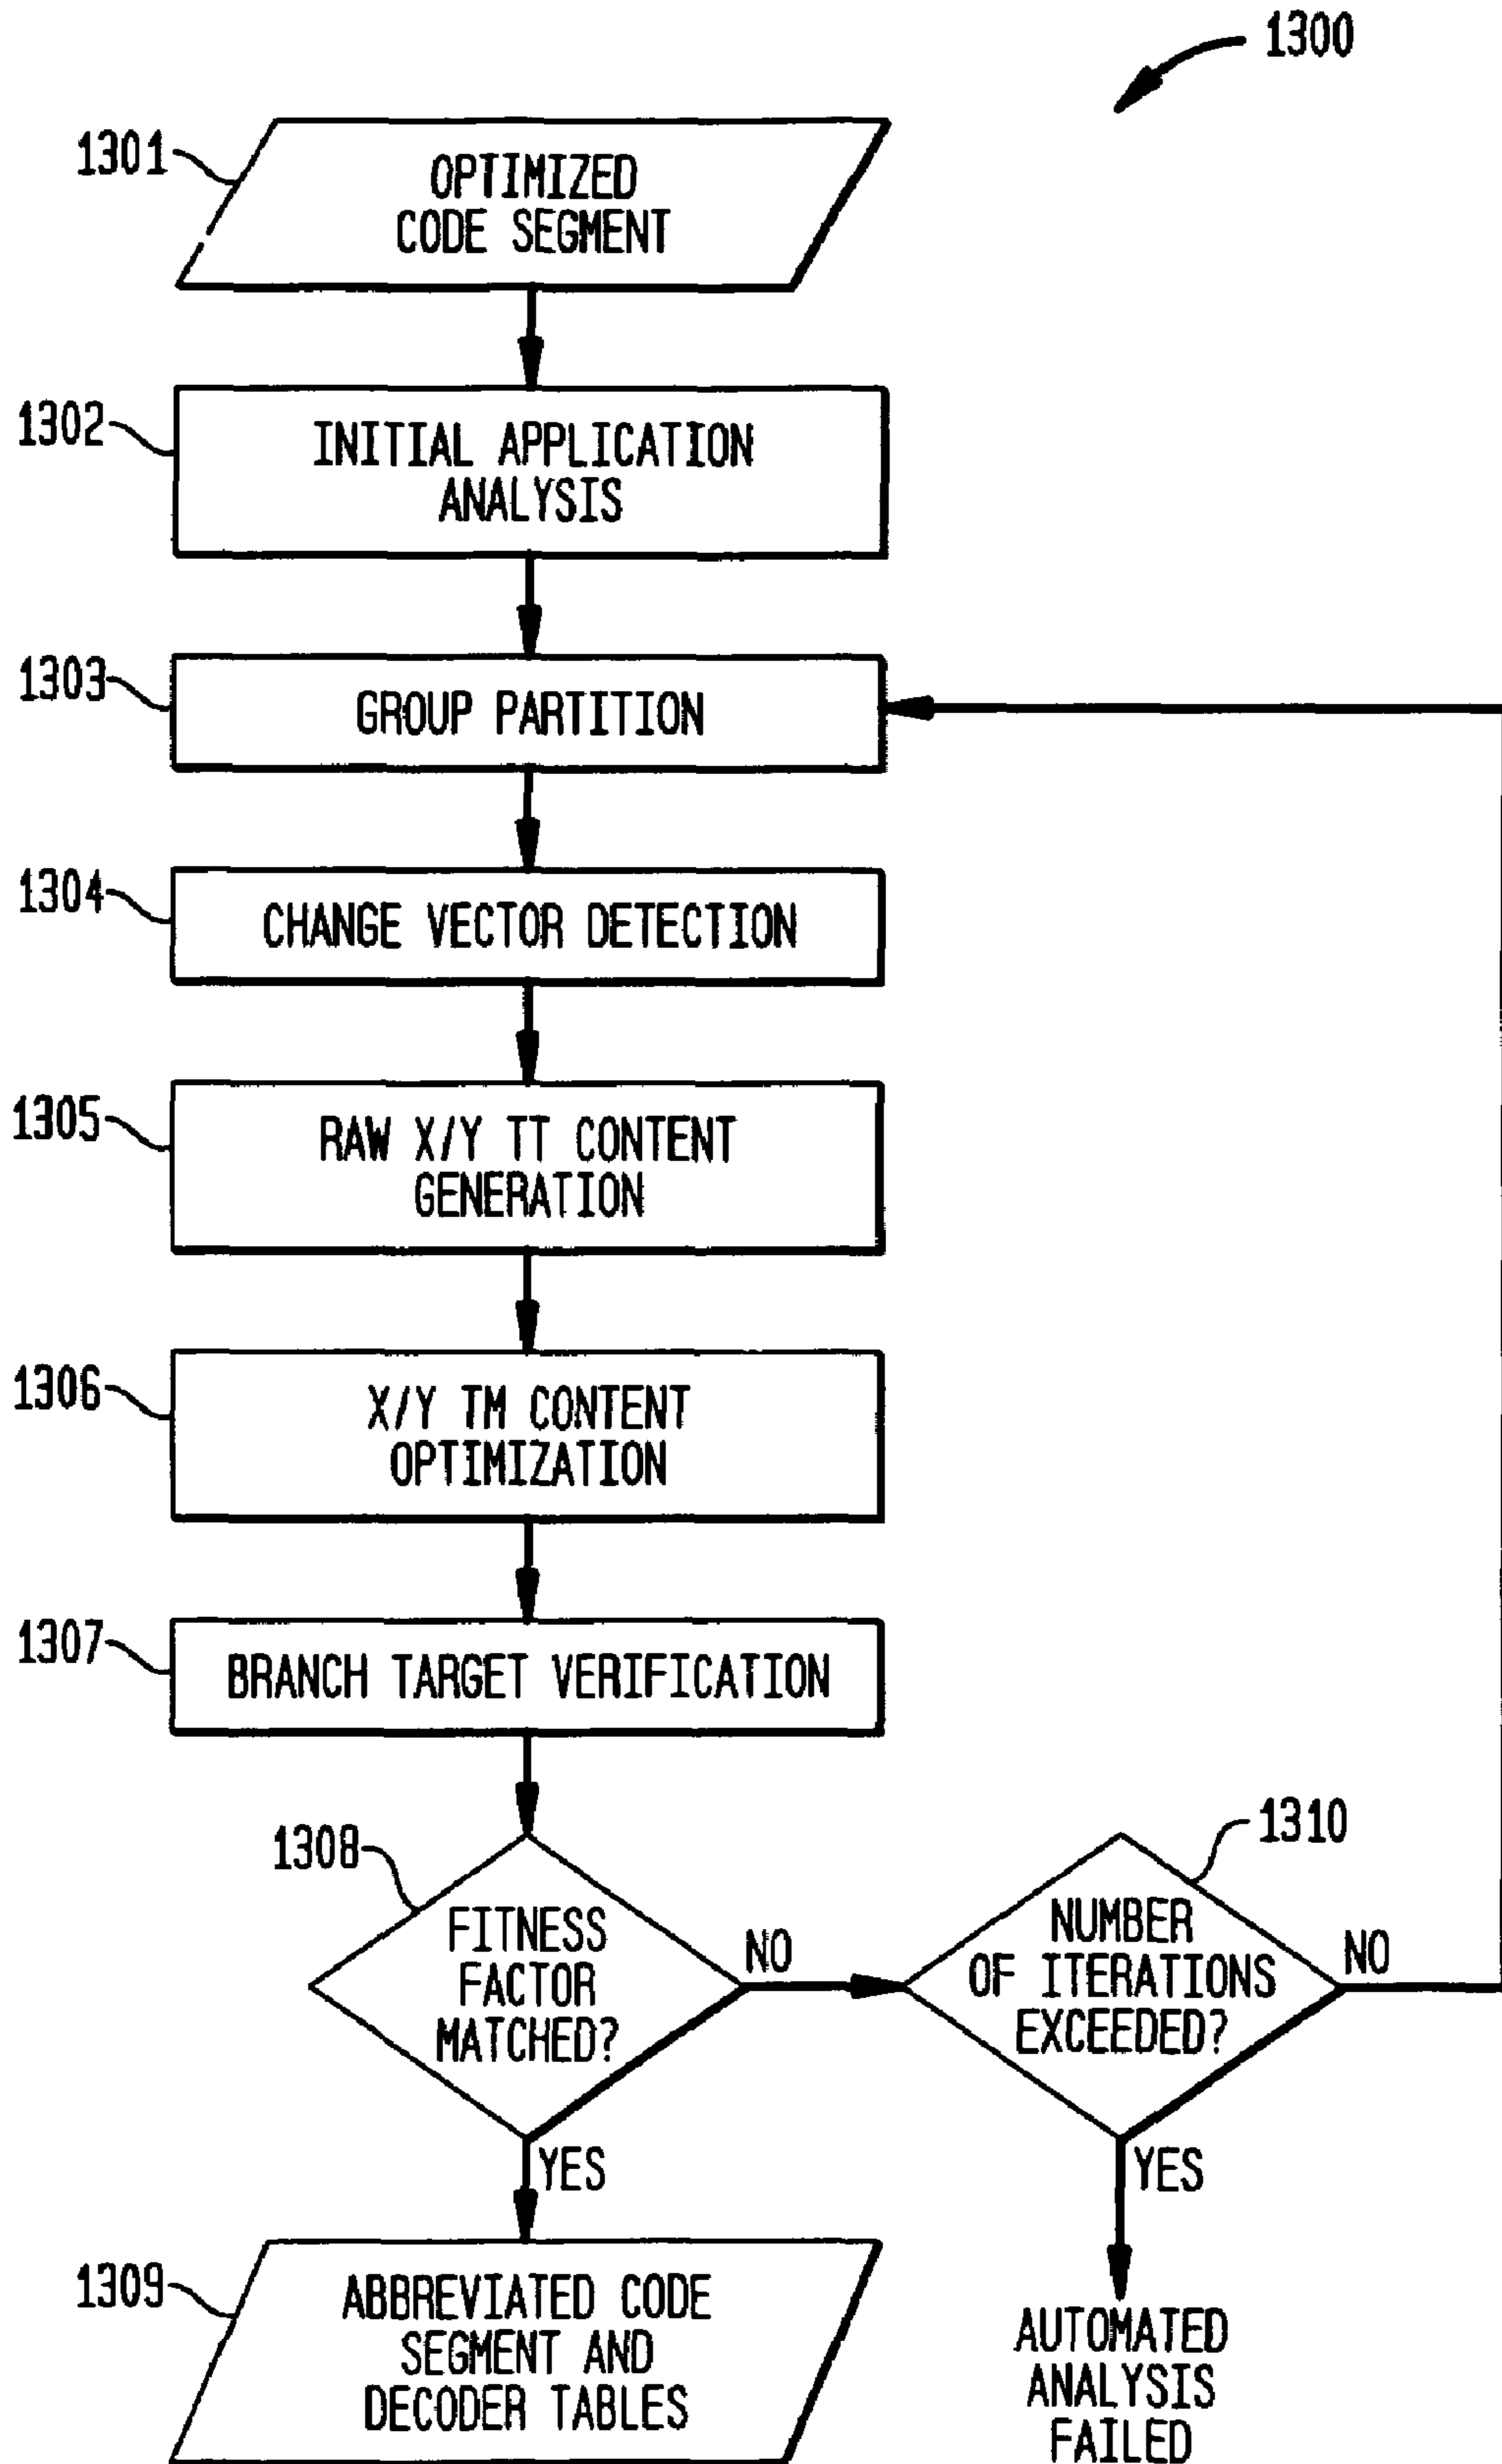 1300
1301
OPTIMIZED
CODE SEGMENT
1302
INITIAL APPLICATION
ANALYSIS
1303
GROUP PARTITION
1304
CHANGE VECTOR DETECTION
1305
RAW X/Y TT CONTENT
GENERATION
1306
X/Y TM CONTENT
OPTIMIZATION
1307
BRANCH TARGET VERIFICATION
1308
FITNESS
FACTOR
MATCHED?
NO
YES
1310
NUMBER
OF ITERATIONS
EXCEEDED?
NO
YES
1309
ABBREVIATED CODE
SEGMENT AND
DECODER TABLES
AUTOMATED
ANALYSIS
FAILED